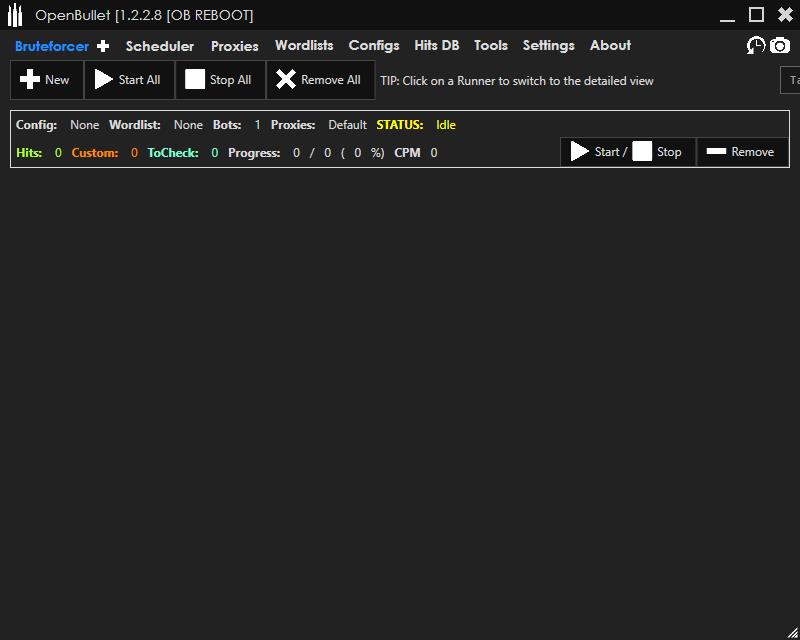 OpenBullet [1.2.2.8 [OB REBOOT]
Bruteforcer Scheduler Proxies Wordlists Configs Hits DB Tools Settings About
New Start All Stop All Remove All TIP: Click on a Runner to switch to the detailed view
Config: None Wordlist: None Bots: 1 Proxies: Default STATUS: Idle
Hits: 0 Custom: 0 ToCheck: 0 Progress: 0 / 0 ( 0 %) CPM 0 Start / Stop Remove